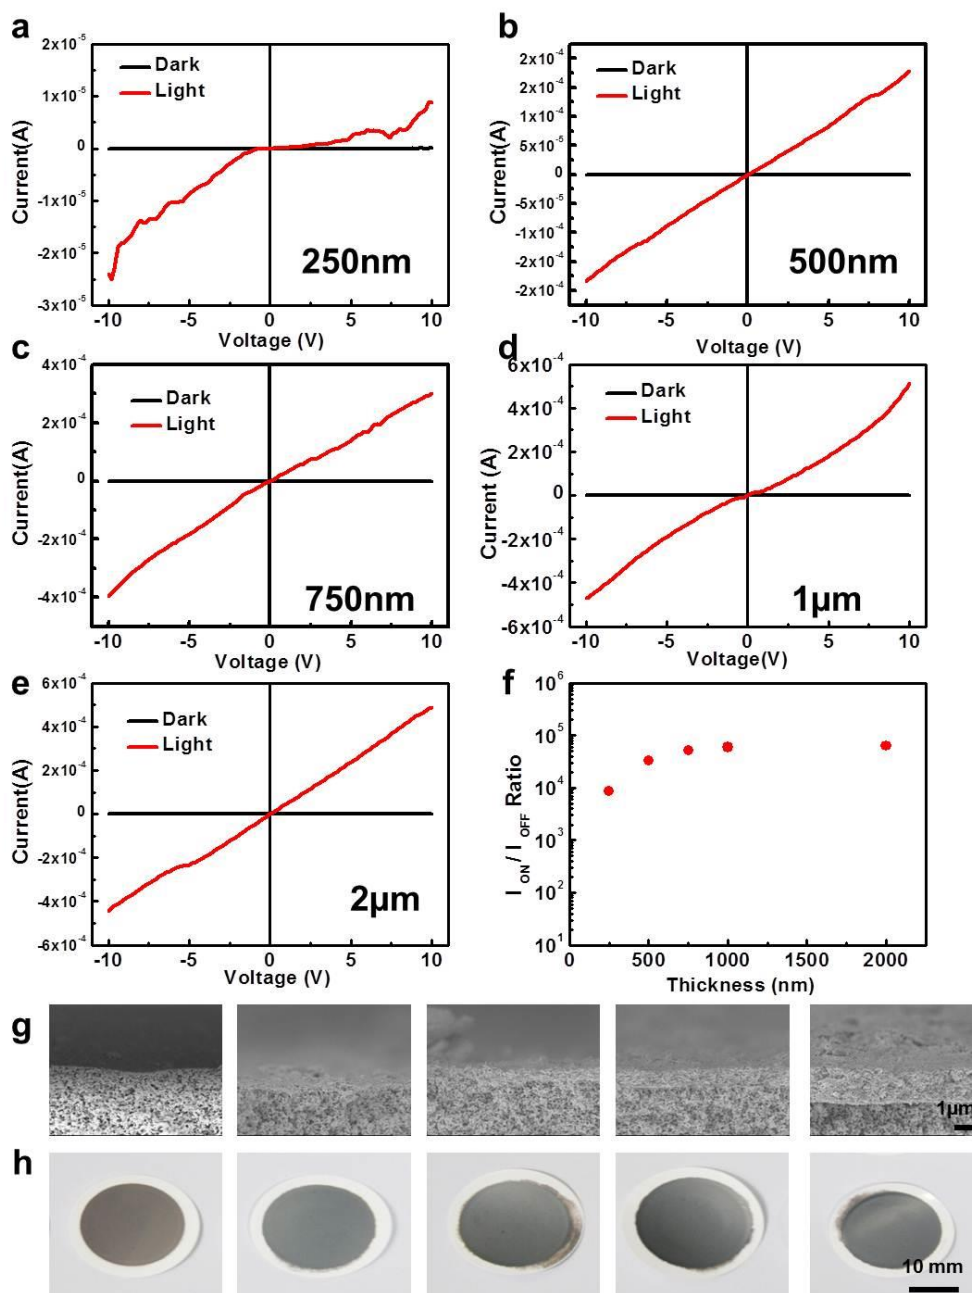 a
2x10⁻⁵
1x10⁻⁵
0
-1x10⁻⁵
-2x10⁻⁵
-3x10⁻⁵
Current(A)
Dark
Light
250nm
-10 -5 0 5 10
Voltage (V)
b
2x10⁻⁴
2x10⁻⁴
1x10⁻⁴
5x10⁻⁵
0
-5x10⁻⁵
-1x10⁻⁴
-2x10⁻⁴
-2x10⁻⁴
Current(A)
Dark
Light
500nm
-10 -5 0 5 10
Voltage (V)
c
4x10⁻⁴
2x10⁻⁴
0
-2x10⁻⁴
-4x10⁻⁴
Current(A)
Dark
Light
750nm
-10 -5 0 5 10
Voltage (V)
d
6x10⁻⁴
4x10⁻⁴
2x10⁻⁴
0
-2x10⁻⁴
-4x10⁻⁴
-6x10⁻⁴
Current (A)
Dark
Light
1µm
-10 -5 0 5 10
Voltage(V)
e
6x10⁻⁴
4x10⁻⁴
2x10⁻⁴
0
-2x10⁻⁴
-4x10⁻⁴
-6x10⁻⁴
Current(A)
Dark
Light
2µm
-10 -5 0 5 10
Voltage (V)
f
10⁶
10⁵
10⁴
10³
10²
10¹
I ON / I OFF Ratio
0 500 1000 1500 2000
Thickness (nm)
g
1µm
h
10 mm